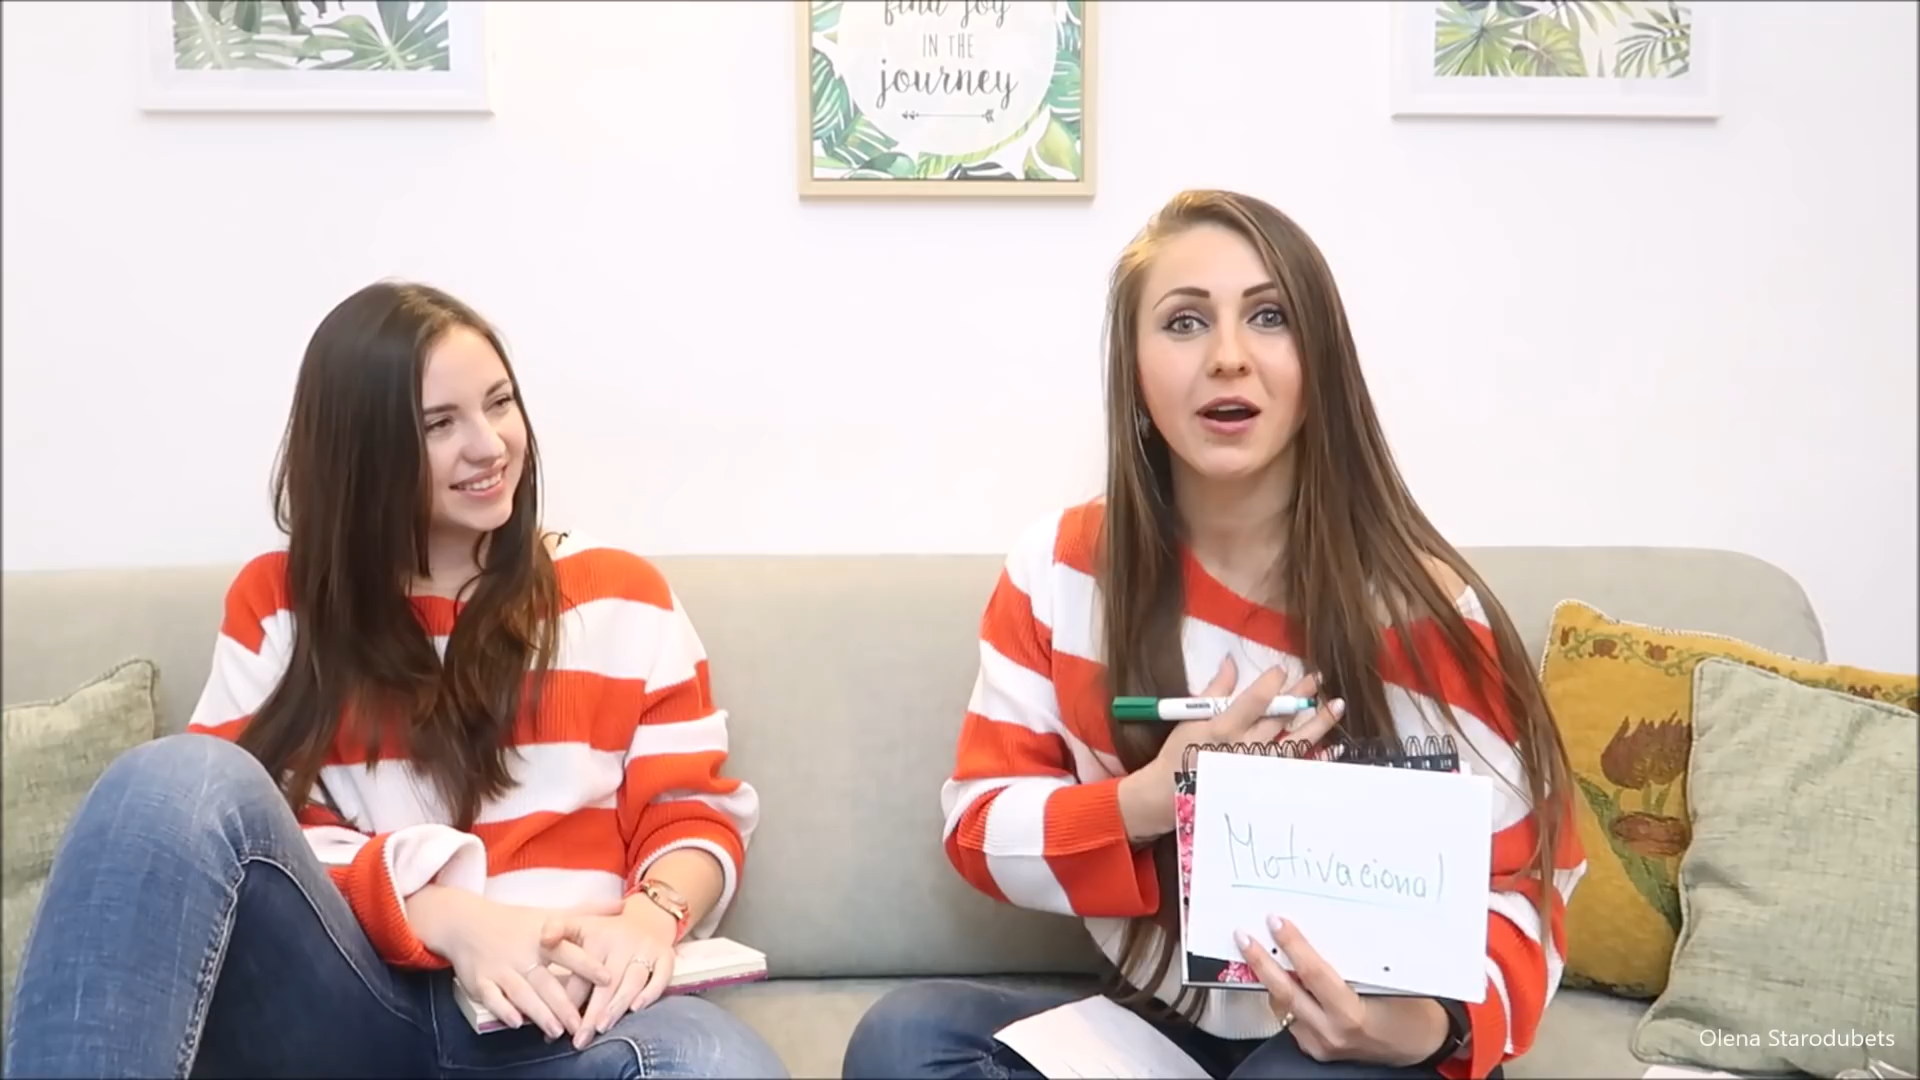 find joy
IN THE
journey
Motivacional
Olena Starodubets